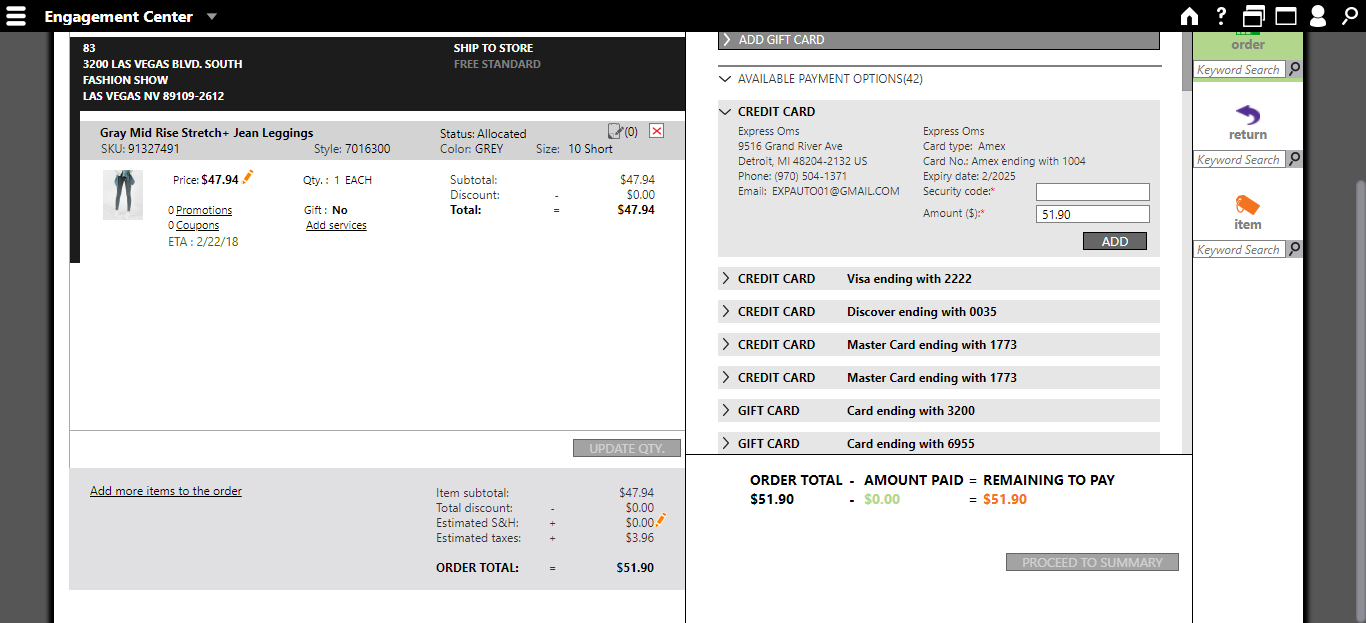 Engagement Center
83
3200 LAS VEGAS BLVD. SOUTH
FASHION SHOW
LAS VEGAS NV 89109-2612
SHIP TO STORE
FREE STANDARD
Gray Mid Rise Stretch+ Jean Leggings
SKU: 91327491
Style: 7016300
Status: Allocated
Color: GREY
Size: 10 Short
(0)
Price: $47.94
0 Promotions
0 Coupons
ETA : 2/22/18
Qty. : 1 EACH
Gift : No
Add services
Subtotal: $47.94
Discount: - $0.00
Total: = $47.94
UPDATE QTY.
Add more items to the order
Item subtotal: $47.94
Total discount: - $0.00
Estimated S&H: + $0.00
Estimated taxes: + $3.96
ORDER TOTAL: = $51.90
ADD GIFT CARD
AVAILABLE PAYMENT OPTIONS(42)
CREDIT CARD
Express Oms
9516 Grand River Ave
Detroit, MI 48204-2132 US
Phone: (970) 504-1371
Email: EXPAUTO01@GMAIL.COM
Express Oms
Card type: Amex
Card No.: Amex ending with 1004
Expiry date: 2/2025
Security code:*
Amount ($):* 51.90
ADD
CREDIT CARD Visa ending with 2222
CREDIT CARD Discover ending with 0035
CREDIT CARD Master Card ending with 1773
CREDIT CARD Master Card ending with 1773
GIFT CARD Card ending with 3200
GIFT CARD Card ending with 6955
ORDER TOTAL - AMOUNT PAID = REMAINING TO PAY
$51.90 - $0.00 = $51.90
PROCEED TO SUMMARY
order
Keyword Search
return
Keyword Search
item
Keyword Search